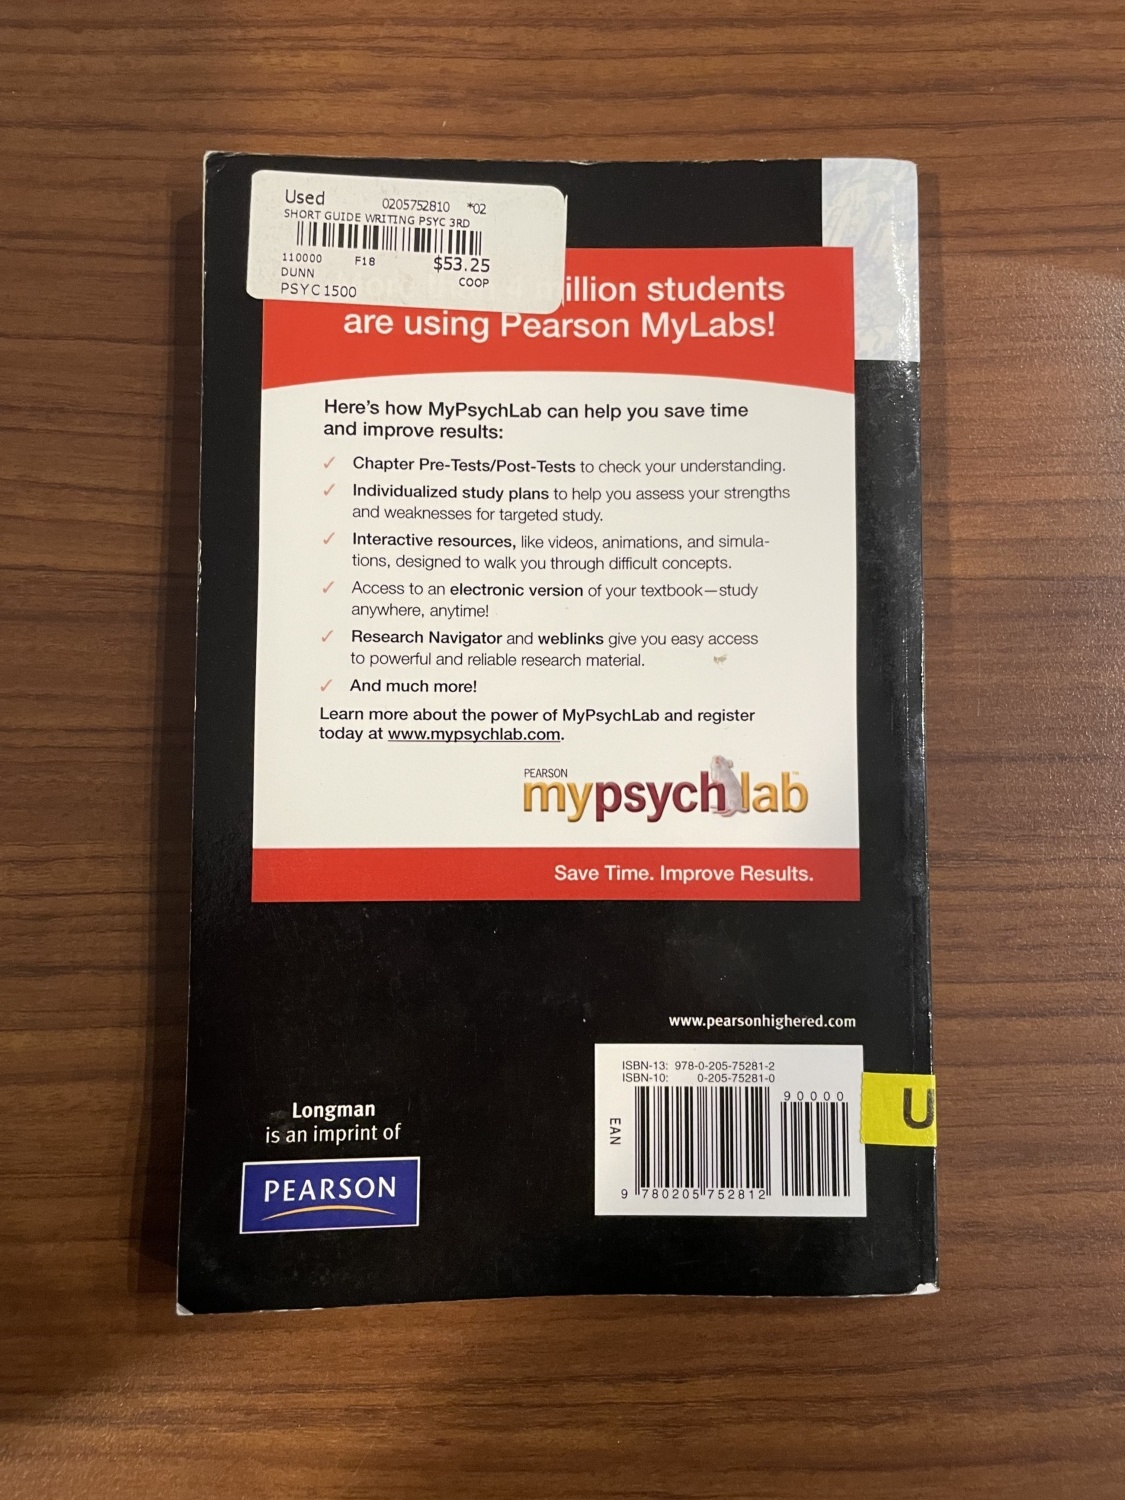 Used 0205752810 *02
SHORT GUIDE WRITING PSYC 3RD
110000 F18 $53.25
DUNN COOP
PSYC1500
illion students
are using Pearson MyLabs!
Here's how MyPsychLab can help you save time
and improve results:
✓ Chapter Pre-Tests/Post-Tests to check your understanding.
✓ Individualized study plans to help you assess your strengths
and weaknesses for targeted study.
✓ Interactive resources, like videos, animations, and simula-
tions, designed to walk you through difficult concepts.
✓ Access to an electronic version of your textbook—study
anywhere, anytime!
✓ Research Navigator and weblinks give you easy access
to powerful and reliable research material.
✓ And much more!
Learn more about the power of MyPsychLab and register
today at www.mypsychlab.com.
PEARSON
mypsychlab
Save Time. Improve Results.
www.pearsonhighered.com
ISBN-13: 978-0-205-75281-2
ISBN-10: 0-205-75281-0
90000
EAN
9 780205 752812
U
Longman
is an imprint of
PEARSON